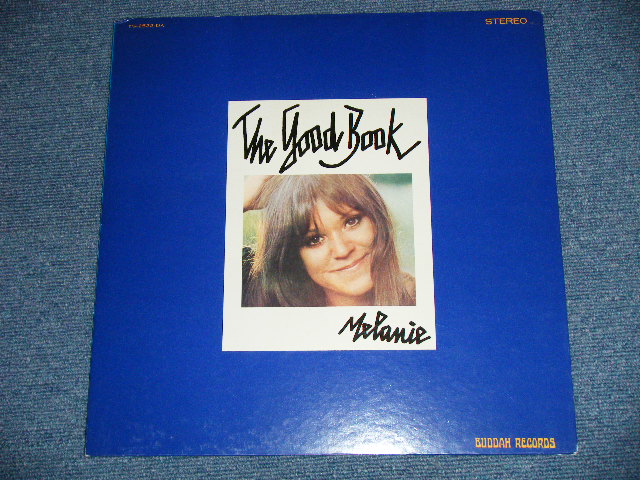 STEREO
The Good Book
Melanie
BUDDAH RECORDS